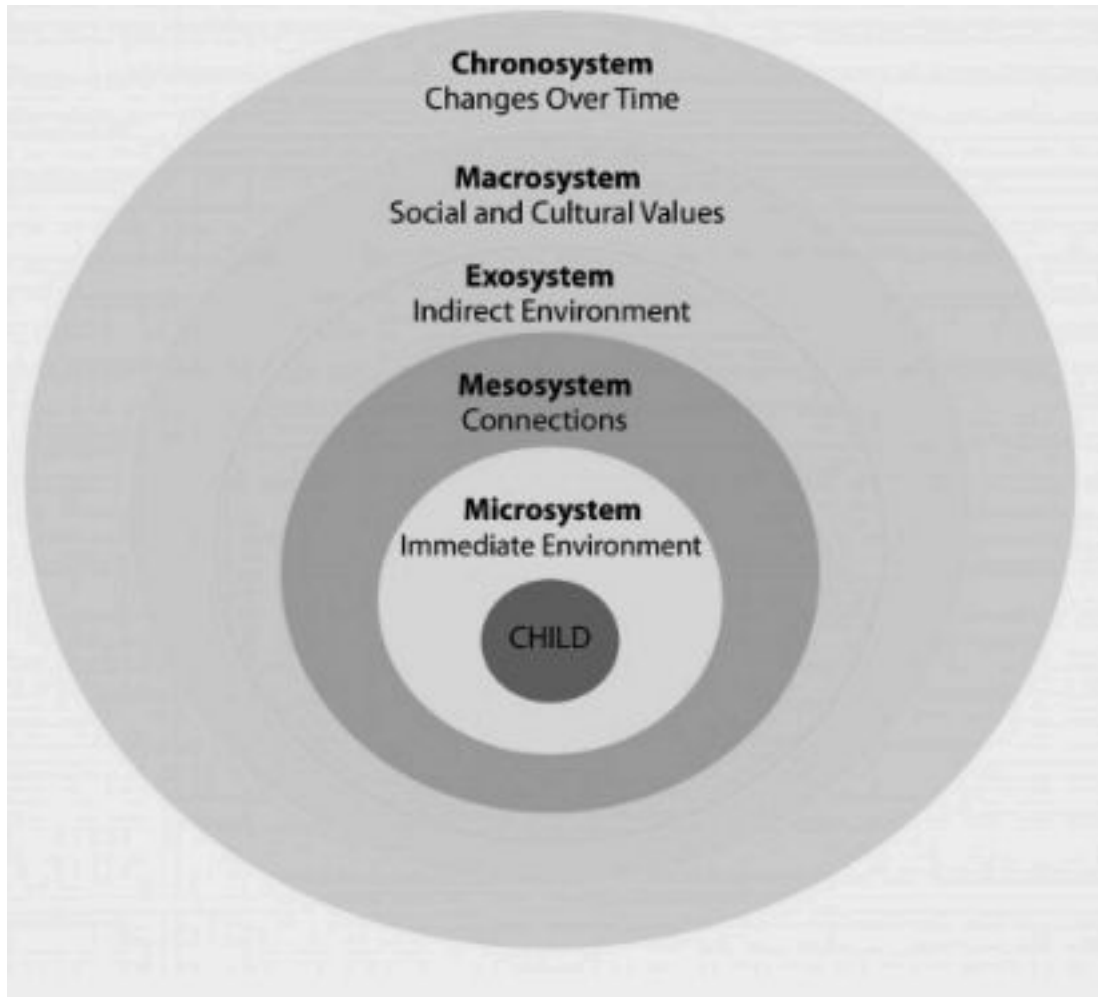 Chronosystem
Changes Over Time
Macrosystem
Social and Cultural Values
Exosystem
Indirect Environment
Mesosystem
Connections
Microsystem
Immediate Environment
CHILD